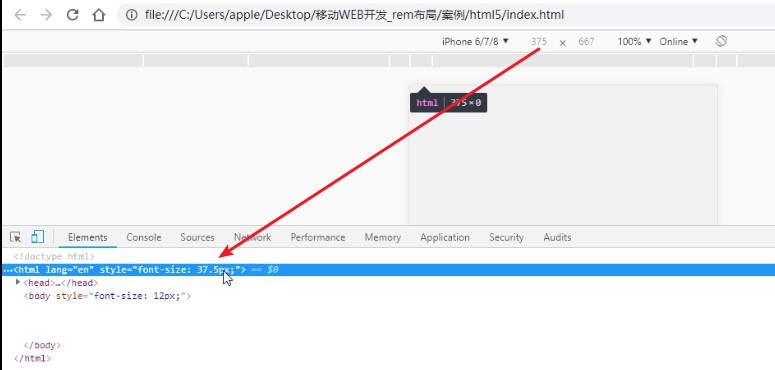 file:///C:/Users/apple/Desktop/移动WEB开发_rem布局/案例/html5/index.html
iPhone 6/7/8 ▼ 375 × 667 100% ▼ Online ▼
html 375 × 0
Elements Console Sources Network Performance Memory Application Security Audits
<!doctype html>
...<html lang="en" style="font-size: 37.5px;"> == $0
▶<head>…</head>
<body style="font-size: 12px;">
</body>
</html>